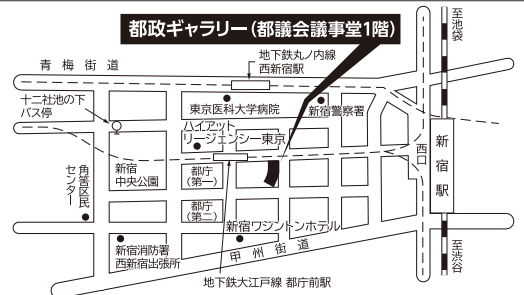 都政ギャラリー（都議会議事堂1階）
至池袋
青梅街道
地下鉄丸ノ内線
西新宿駅
十二社池の下
バス停
東京医科大学病院
新宿警察署
ハイアット
リージェンシー東京
新宿駅
西口
角筈区民
センター
新宿
中央公園
都庁
（第一）
都庁
（第二）
新宿ワシントンホテル
甲州街道
新宿消防署
西新宿出張所
至渋谷
地下鉄大江戸線 都庁前駅